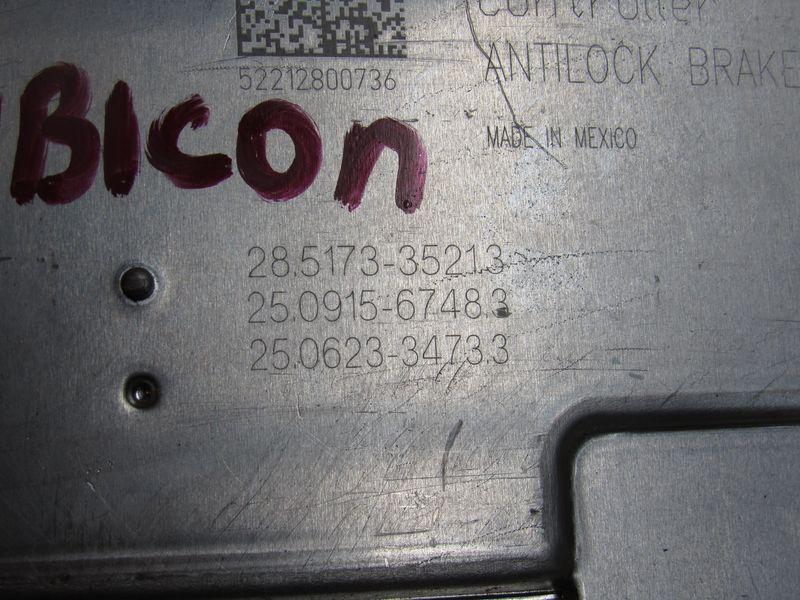 Controller
52212800736
ANTILOCK BRAKE
BICON
MADE IN MEXICO
28.5173-3521.3
25.0915-6748.3
25.0623-3473.3